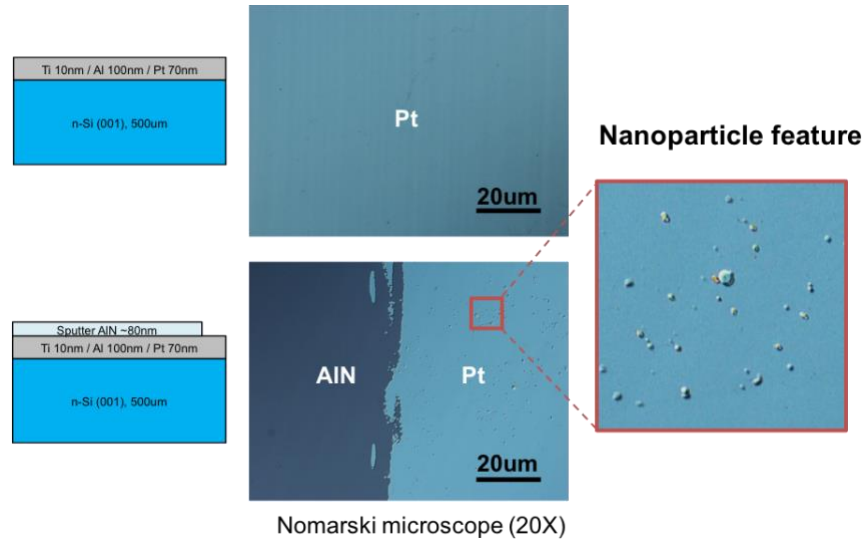 Ti 10nm / Al 100nm / Pt 70nm
n-Si (001), 500um
Pt
20um
Nanoparticle feature
Sputter AlN ~80nm
Ti 10nm / Al 100nm / Pt 70nm
n-Si (001), 500um
AlN
Pt
20um
Nomarski microscope (20X)